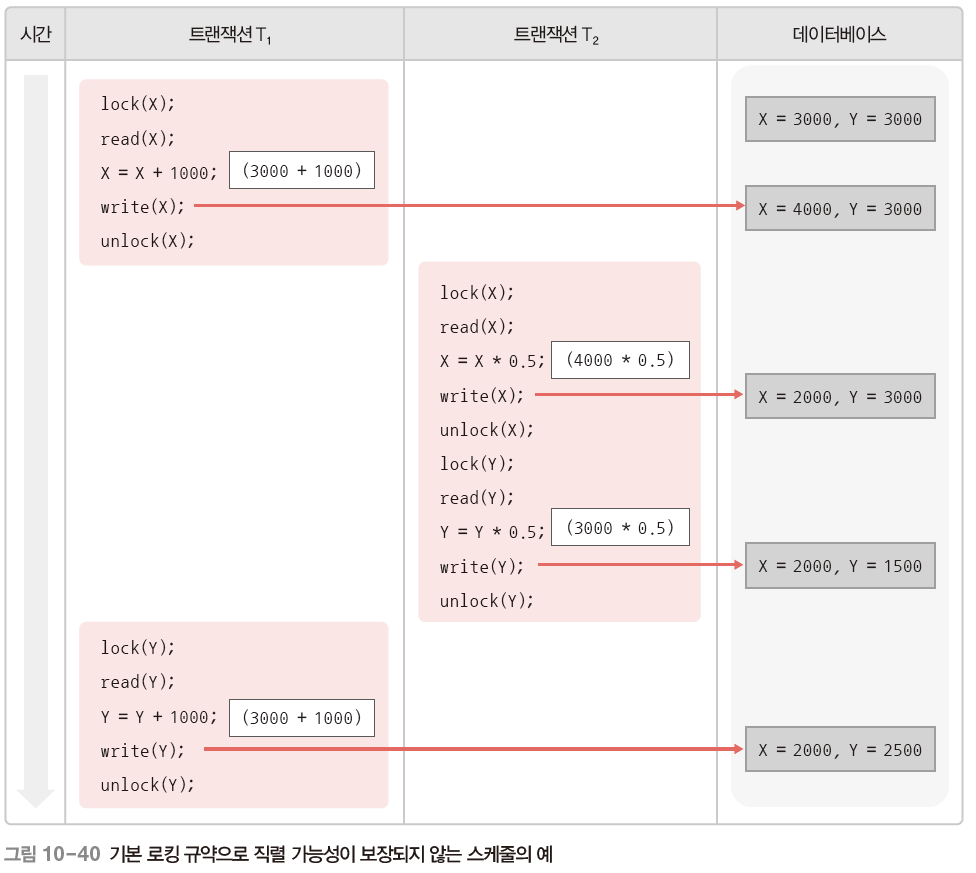 시간 트랜잭션 T₁ 트랜잭션 T₂ 데이터베이스
lock(X);
X = 3000, Y = 3000
read(X);
X = X + 1000; (3000 + 1000)
write(X); X = 4000, Y = 3000
unlock(X);
lock(X);
read(X);
X = X * 0.5; (4000 * 0.5)
write(X); X = 2000, Y = 3000
unlock(X);
lock(Y);
read(Y);
Y = Y * 0.5; (3000 * 0.5)
write(Y); X = 2000, Y = 1500
unlock(Y);
lock(Y);
read(Y);
Y = Y + 1000; (3000 + 1000)
write(Y); X = 2000, Y = 2500
unlock(Y);
그림 10-40 기본 로킹 규약으로 직렬 가능성이 보장되지 않는 스케줄의 예